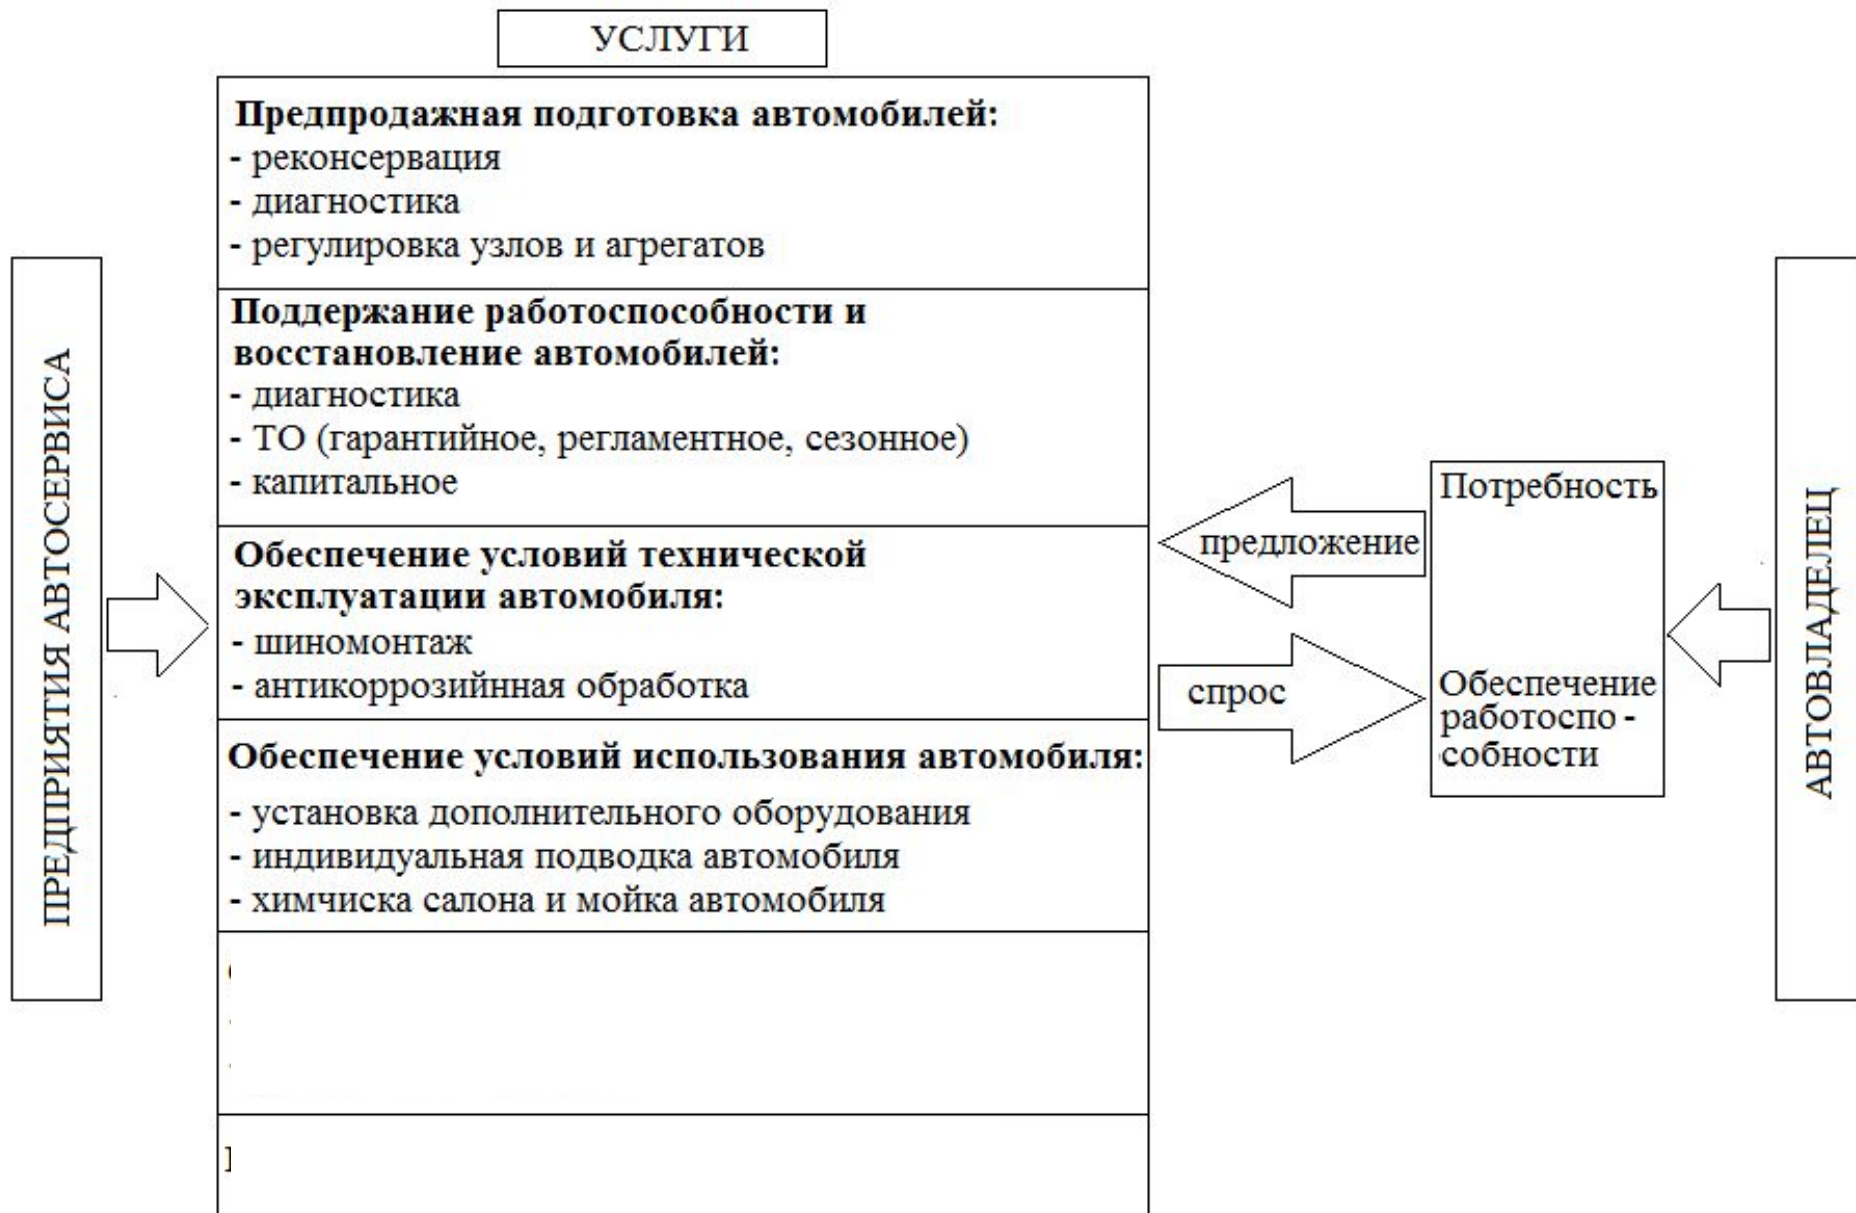 УСЛУГИ
Предпродажная подготовка автомобилей:
- реконсервация
- диагностика
- регулировка узлов и агрегатов
Поддержание работоспособности и
восстановление автомобилей:
- диагностика
- ТО (гарантийное, регламентное, сезонное)
- капитальное
Обеспечение условий технической
эксплуатации автомобиля:
- шиномонтаж
- антикоррозийнная обработка
Обеспечение условий использования автомобиля:
- установка дополнительного оборудования
- индивидуальная подводка автомобиля
- химчиска салона и мойка автомобиля
ПРЕДПРИЯТИЯ АВТОСЕРВИСА
предложение
спрос
Потребность
Обеспечение
работоспо -
собности
АВТОВЛАДЕЛЕЦ